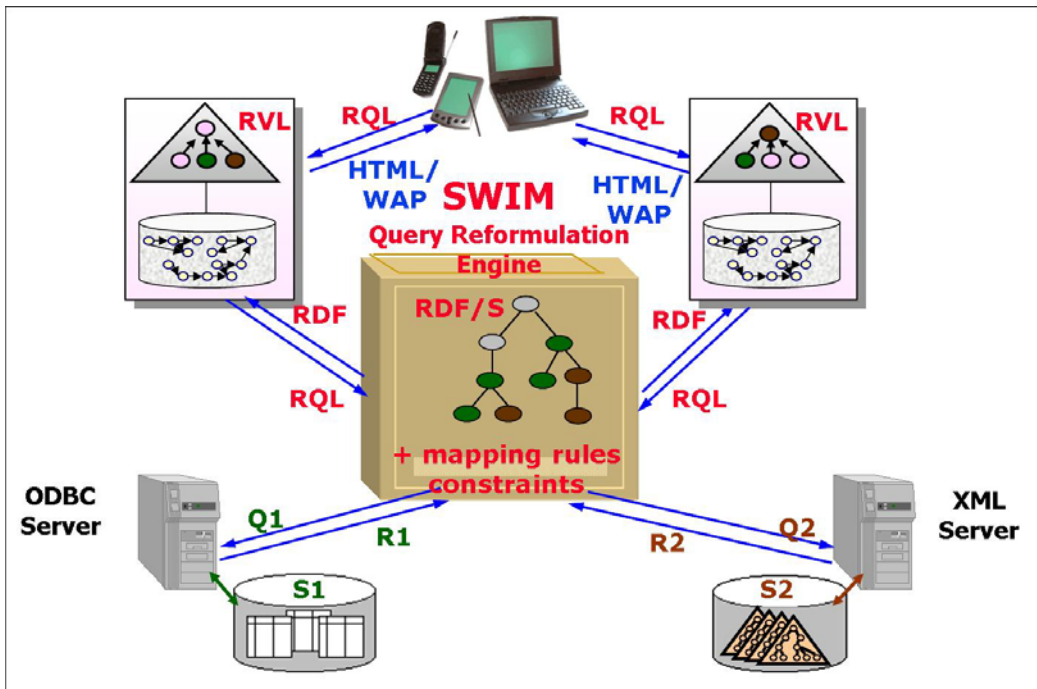 RVL
RQL
RQL
RVL
HTML/
WAP
HTML/
WAP
SWIM
Query Reformulation
Engine
RDF
RDF/S
RDF
RQL
RQL
+ mapping rules
constraints
ODBC
Server
Q1
R1
R2
Q2
XML
Server
S1
S2